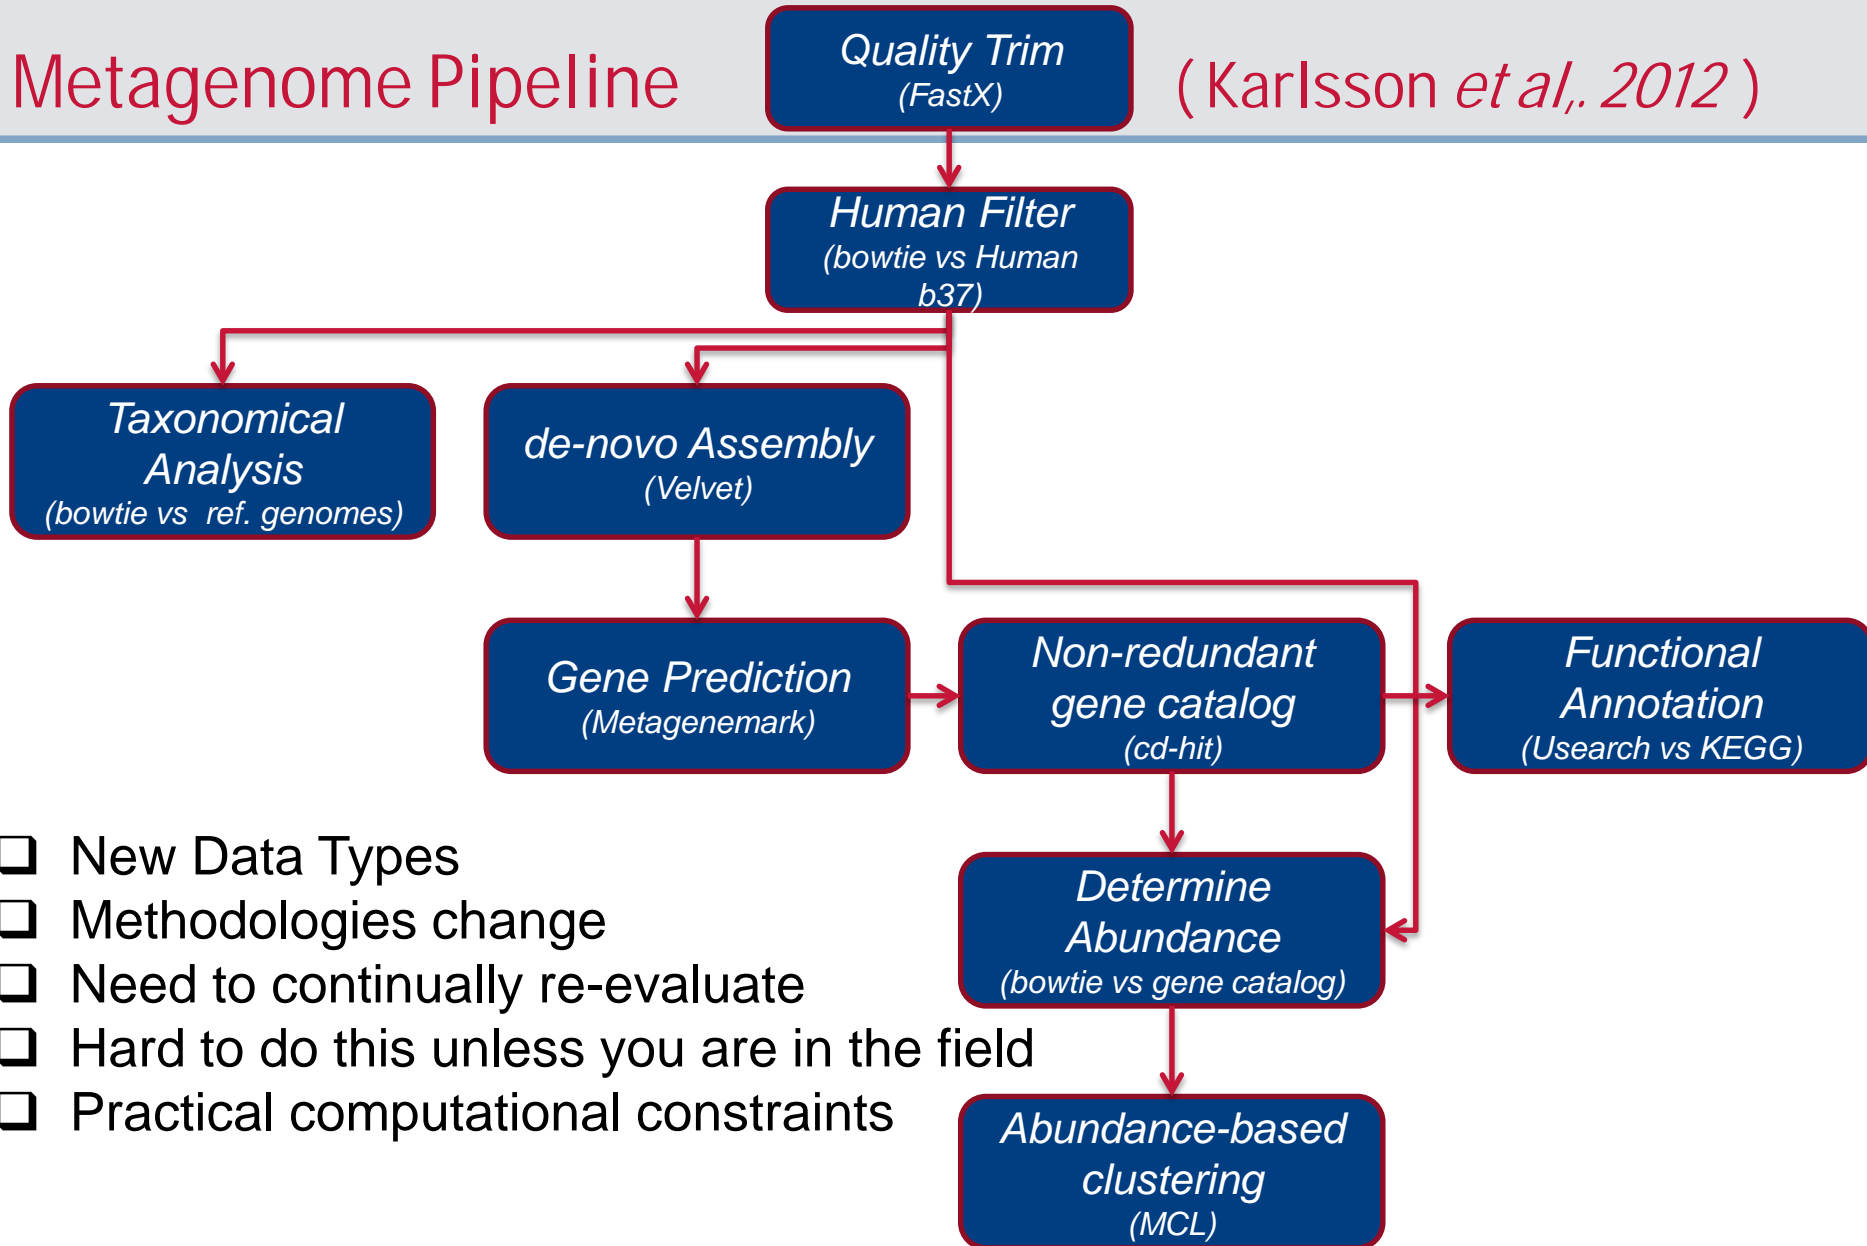 Metagenome Pipeline
( Karlsson et al,. 2012 )
Quality Trim
(FastX)
Human Filter
(bowtie vs Human
b37)
Taxonomical
Analysis
(bowtie vs ref. genomes)
de-novo Assembly
(Velvet)
Gene Prediction
(Metagenemark)
Non-redundant
gene catalog
(cd-hit)
Functional
Annotation
(Usearch vs KEGG)
Determine
Abundance
(bowtie vs gene catalog)
Abundance-based
clustering
(MCL)
❑ New Data Types
❑ Methodologies change
❑ Need to continually re-evaluate
❑ Hard to do this unless you are in the field
❑ Practical computational constraints